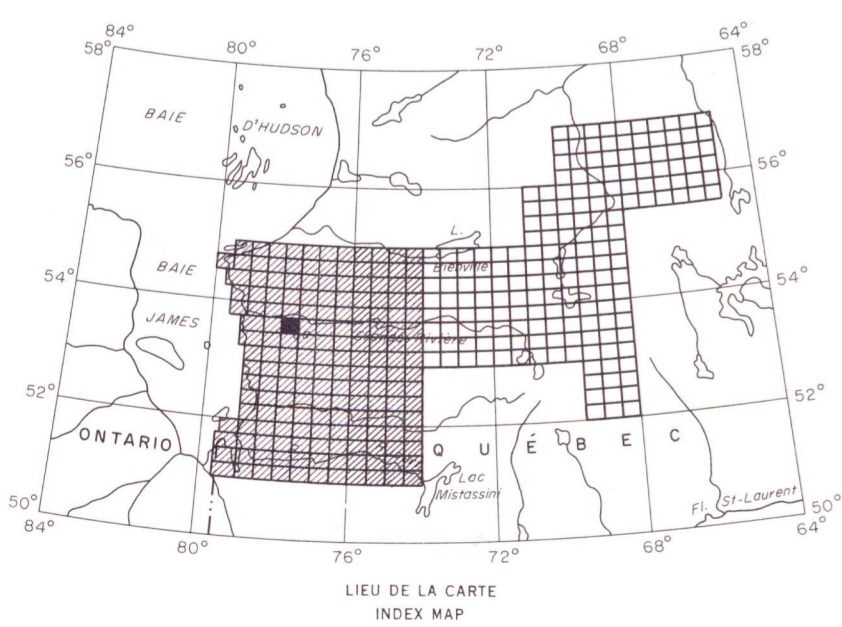 84°
58°
80°
76°
72°
68°
64°
58°
BAIE
D'HUDSON
56°
56°
L.
Bienville
54°
BAIE
54°
JAMES
Rivière
52°
52°
ONTARIO
QUÉBEC
Lac
Mistassini
50°
Fl. St-Laurent
50°
84°
80°
76°
72°
68°
64°
LIEU DE LA CARTE
INDEX MAP